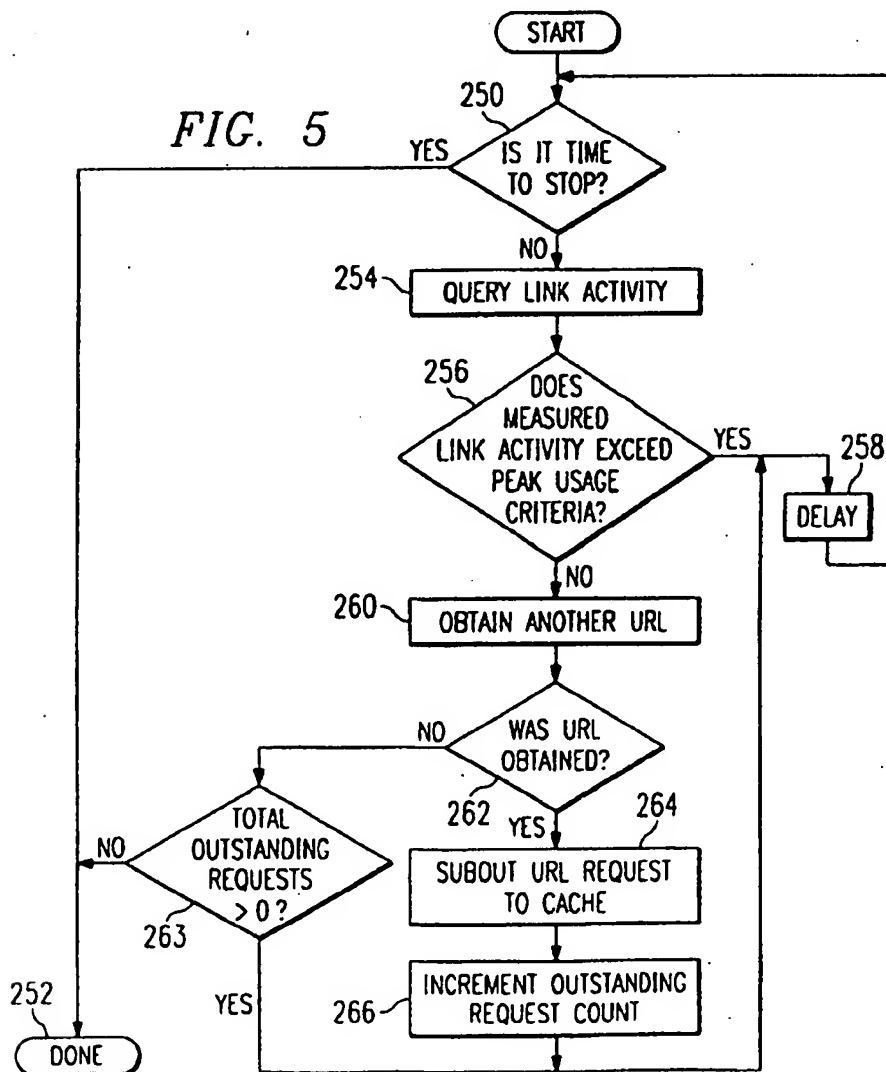 START
FIG. 5
250
YES
IS IT TIME
TO STOP?
NO
254
QUERY LINK ACTIVITY
256
DOES
MEASURED
LINK ACTIVITY EXCEED
PEAK USAGE
CRITERIA?
YES
258
DELAY
NO
260
OBTAIN ANOTHER URL
NO
WAS URL
OBTAINED?
262
YES
264
TOTAL
OUTSTANDING
REQUESTS
> 0?
NO
263
SUBOUT URL REQUEST
TO CACHE
252
YES
266
INCREMENT OUTSTANDING
REQUEST COUNT
DONE